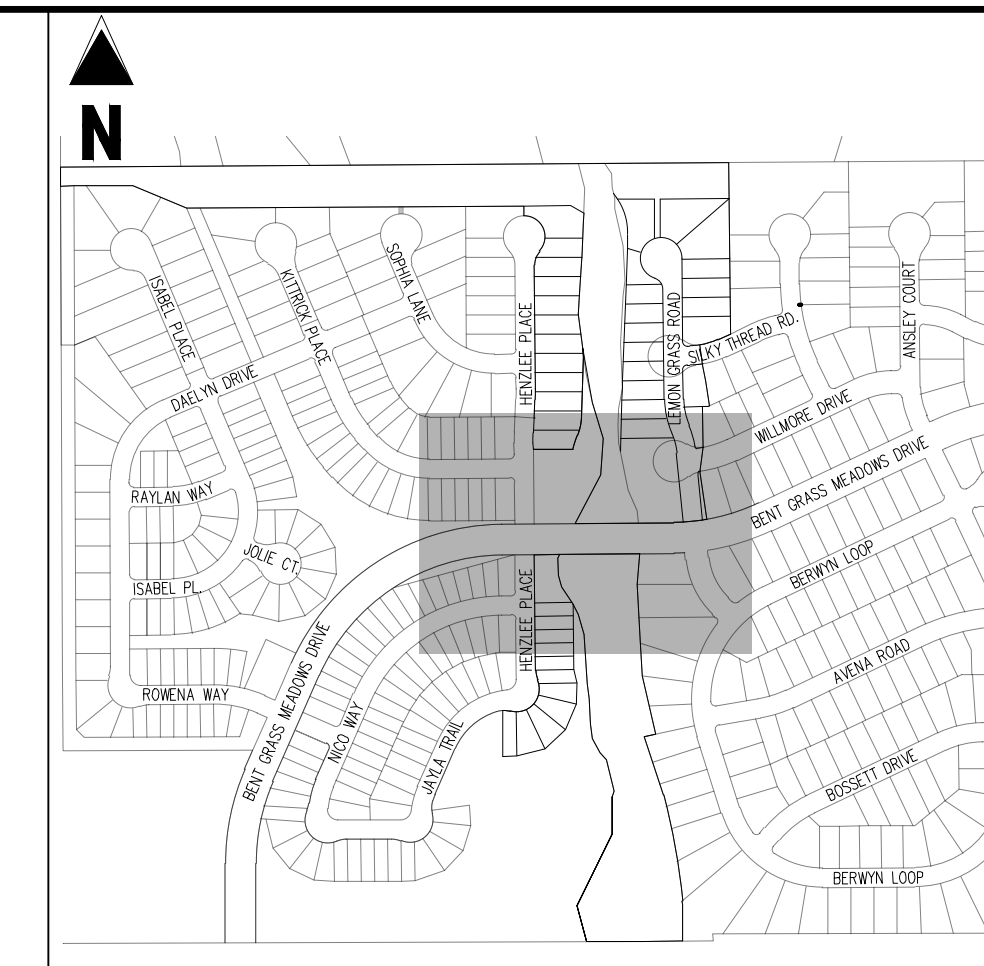 N
ISABEL PLACE
KITTRICK PLACE
SOPHIA LANE
HENZLEE PLACE
LEMON GRASS ROAD
SILKY THREAD RD.
ANSLEY COURT
DAELYN DRIVE
WILLMORE DRIVE
RAYLAN WAY
BENT GRASS MEADOWS DRIVE
JOLIE CT.
BERWYN LOOP
ISABEL PL.
HENZLEE PLACE
AVENA ROAD
ROWENA WAY
BENT GRASS MEADOWS DRIVE
NICO WAY
JAYLA TRAIL
BOSSETT DRIVE
BERWYN LOOP